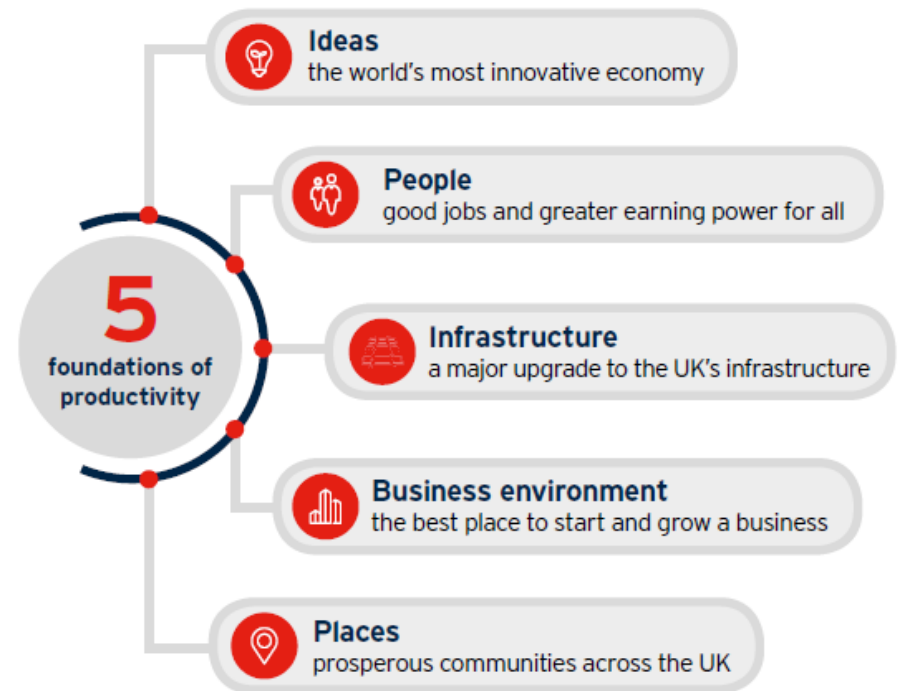 Ideas
the world's most innovative economy
People
good jobs and greater earning power for all
5
foundations of
productivity
Infrastructure
a major upgrade to the UK's infrastructure
Business environment
the best place to start and grow a business
Places
prosperous communities across the UK